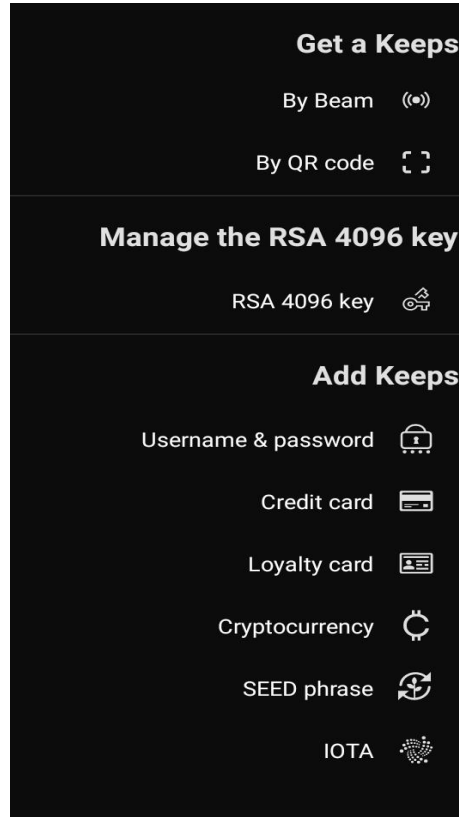 Get a Keeps
By Beam
By QR code
Manage the RSA 4096 key
RSA 4096 key
Add Keeps
Username & password
Credit card
Loyalty card
Cryptocurrency
SEED phrase
IOTA